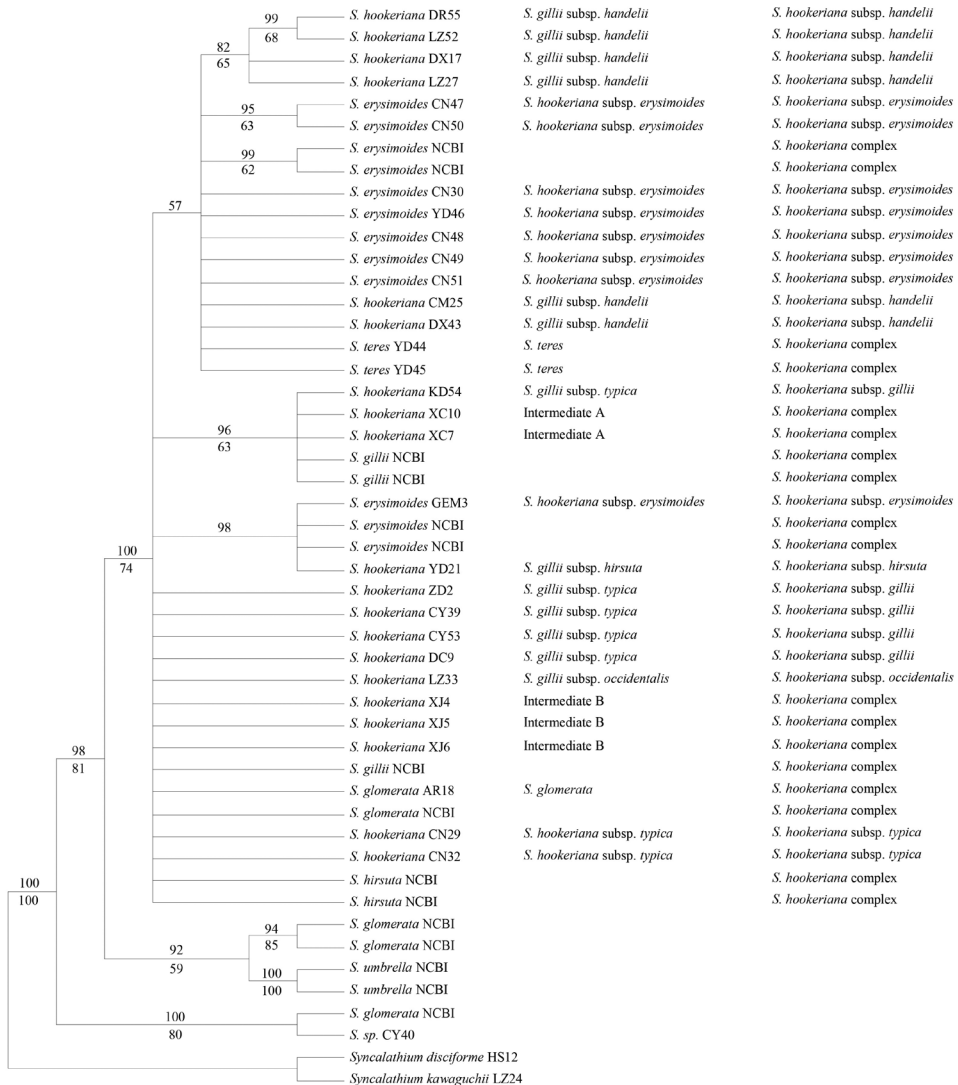 99 S. hookeriana DR55 S. gillii subsp. handelii S. hookeriana subsp. handelii
68 S. hookeriana LZ52 S. gillii subsp. handelii S. hookeriana subsp. handelii
82
65 S. hookeriana DX17 S. gillii subsp. handelii S. hookeriana subsp. handelii
S. hookeriana LZ27 S. gillii subsp. handelii S. hookeriana subsp. handelii
95 S. erysimoides CN47 S. hookeriana subsp. erysimoides S. hookeriana subsp. erysimoides
63 S. erysimoides CN50 S. hookeriana subsp. erysimoides S. hookeriana subsp. erysimoides
99 S. erysimoides NCBI S. hookeriana complex
62 S. erysimoides NCBI S. hookeriana complex
S. erysimoides CN30 S. hookeriana subsp. erysimoides S. hookeriana subsp. erysimoides
57 S. erysimoides YD46 S. hookeriana subsp. erysimoides S. hookeriana subsp. erysimoides
S. erysimoides CN48 S. hookeriana subsp. erysimoides S. hookeriana subsp. erysimoides
S. erysimoides CN49 S. hookeriana subsp. erysimoides S. hookeriana subsp. erysimoides
S. erysimoides CN51 S. hookeriana subsp. erysimoides S. hookeriana subsp. erysimoides
S. hookeriana CM25 S. gillii subsp. handelii S. hookeriana subsp. handelii
S. hookeriana DX43 S. gillii subsp. handelii S. hookeriana subsp. handelii
S. teres YD44 S. teres S. hookeriana complex
S. teres YD45 S. teres S. hookeriana complex
S. hookeriana KD54 S. gillii subsp. typica S. hookeriana subsp. gillii
S. hookeriana XC10 Intermediate A S. hookeriana complex
96 S. hookeriana XC7 Intermediate A S. hookeriana complex
63 S. gillii NCBI S. hookeriana complex
S. gillii NCBI S. hookeriana complex
S. erysimoides GEM3 S. hookeriana subsp. erysimoides S. hookeriana subsp. erysimoides
98 S. erysimoides NCBI S. hookeriana complex
100 S. erysimoides NCBI S. hookeriana complex
74 S. hookeriana YD21 S. gillii subsp. hirsuta S. hookeriana subsp. hirsuta
S. hookeriana ZD2 S. gillii subsp. typica S. hookeriana subsp. gillii
S. hookeriana CY39 S. gillii subsp. typica S. hookeriana subsp. gillii
S. hookeriana CY53 S. gillii subsp. typica S. hookeriana subsp. gillii
S. hookeriana DC9 S. gillii subsp. typica S. hookeriana subsp. gillii
S. hookeriana LZ33 S. gillii subsp. occidentalis S. hookeriana subsp. occidentalis
S. hookeriana XJ4 Intermediate B S. hookeriana complex
S. hookeriana XJ5 Intermediate B S. hookeriana complex
98 S. hookeriana XJ6 Intermediate B S. hookeriana complex
81 S. gillii NCBI S. hookeriana complex
S. glomerata AR18 S. glomerata S. hookeriana complex
S. glomerata NCBI S. hookeriana complex
S. hookeriana CN29 S. hookeriana subsp. typica S. hookeriana subsp. typica
S. hookeriana CN32 S. hookeriana subsp. typica S. hookeriana subsp. typica
100 S. hirsuta NCBI S. hookeriana complex
100 S. hirsuta NCBI S. hookeriana complex
94 S. glomerata NCBI
92 85 S. glomerata NCBI
59 100 S. umbrella NCBI
100 S. umbrella NCBI
100 S. glomerata NCBI
80 S. sp. CY40
Syncalathium disciforme HS12
Syncalathium kawaguchii LZ24